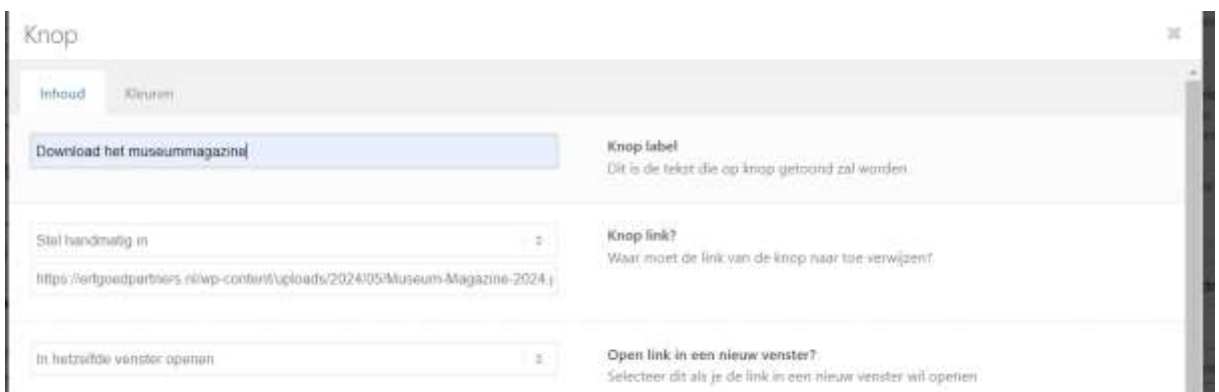 Knop
Inhoud
Kleuren
Download het museummagazine
Knop label
Dit is de tekst die op knop getoond zal worden
Stel handmatig in
Knop link?
Waar moet de link van de knop naar toe verwijzen?
https://erfgoedpartners.nl/wp-content/uploads/2024/05/Museum-Magazine-2024.p
In hetzelfde venster openen
Open link in een nieuw venster?
Selecteer dit als je de link in een nieuw venster wil openen